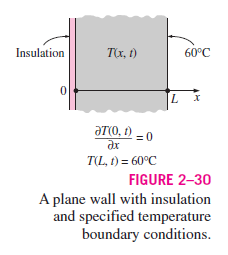 Insulation
T(x, t)
60°C
0
L
x
∂T(0, t)/∂x = 0
T(L, t) = 60°C
FIGURE 2–30
A plane wall with insulation
and specified temperature
boundary conditions.